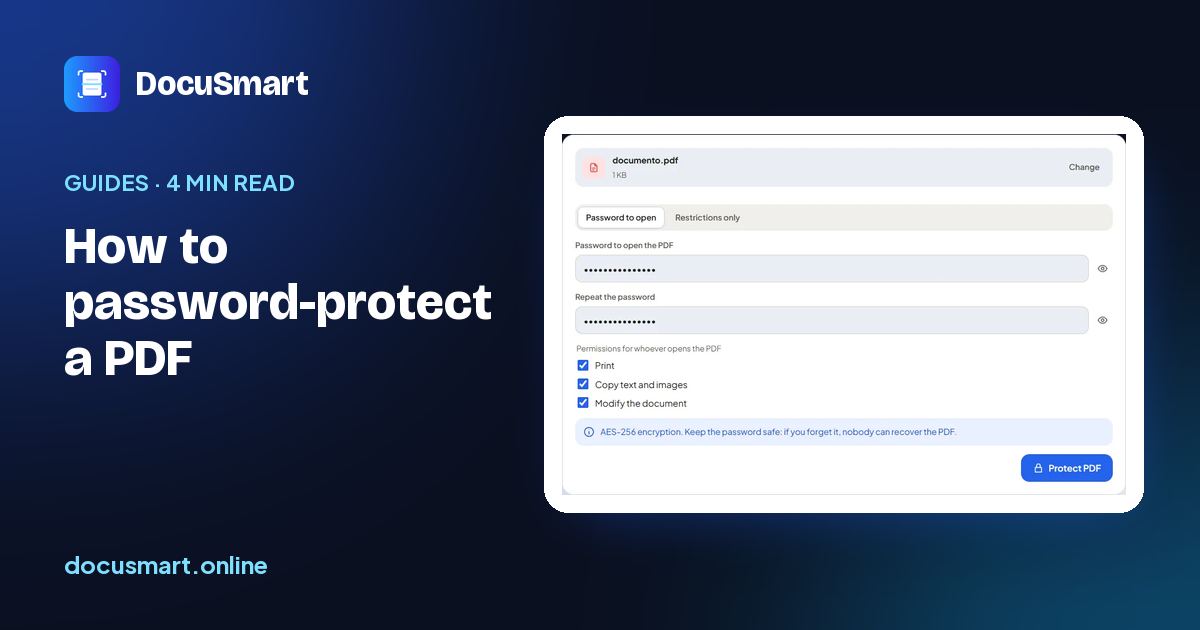 DocuSmart
GUIDES · 4 MIN READ
How to
password-protect
a PDF
docusmart.online
documento.pdf
1 KB
Change
Password to open
Restrictions only
Password to open the PDF
•••••••••••••••
Repeat the password
•••••••••••••••
Permissions for whoever opens the PDF
Print
Copy text and images
Modify the document
AES-256 encryption. Keep the password safe: if you forget it, nobody can recover the PDF.
Protect PDF